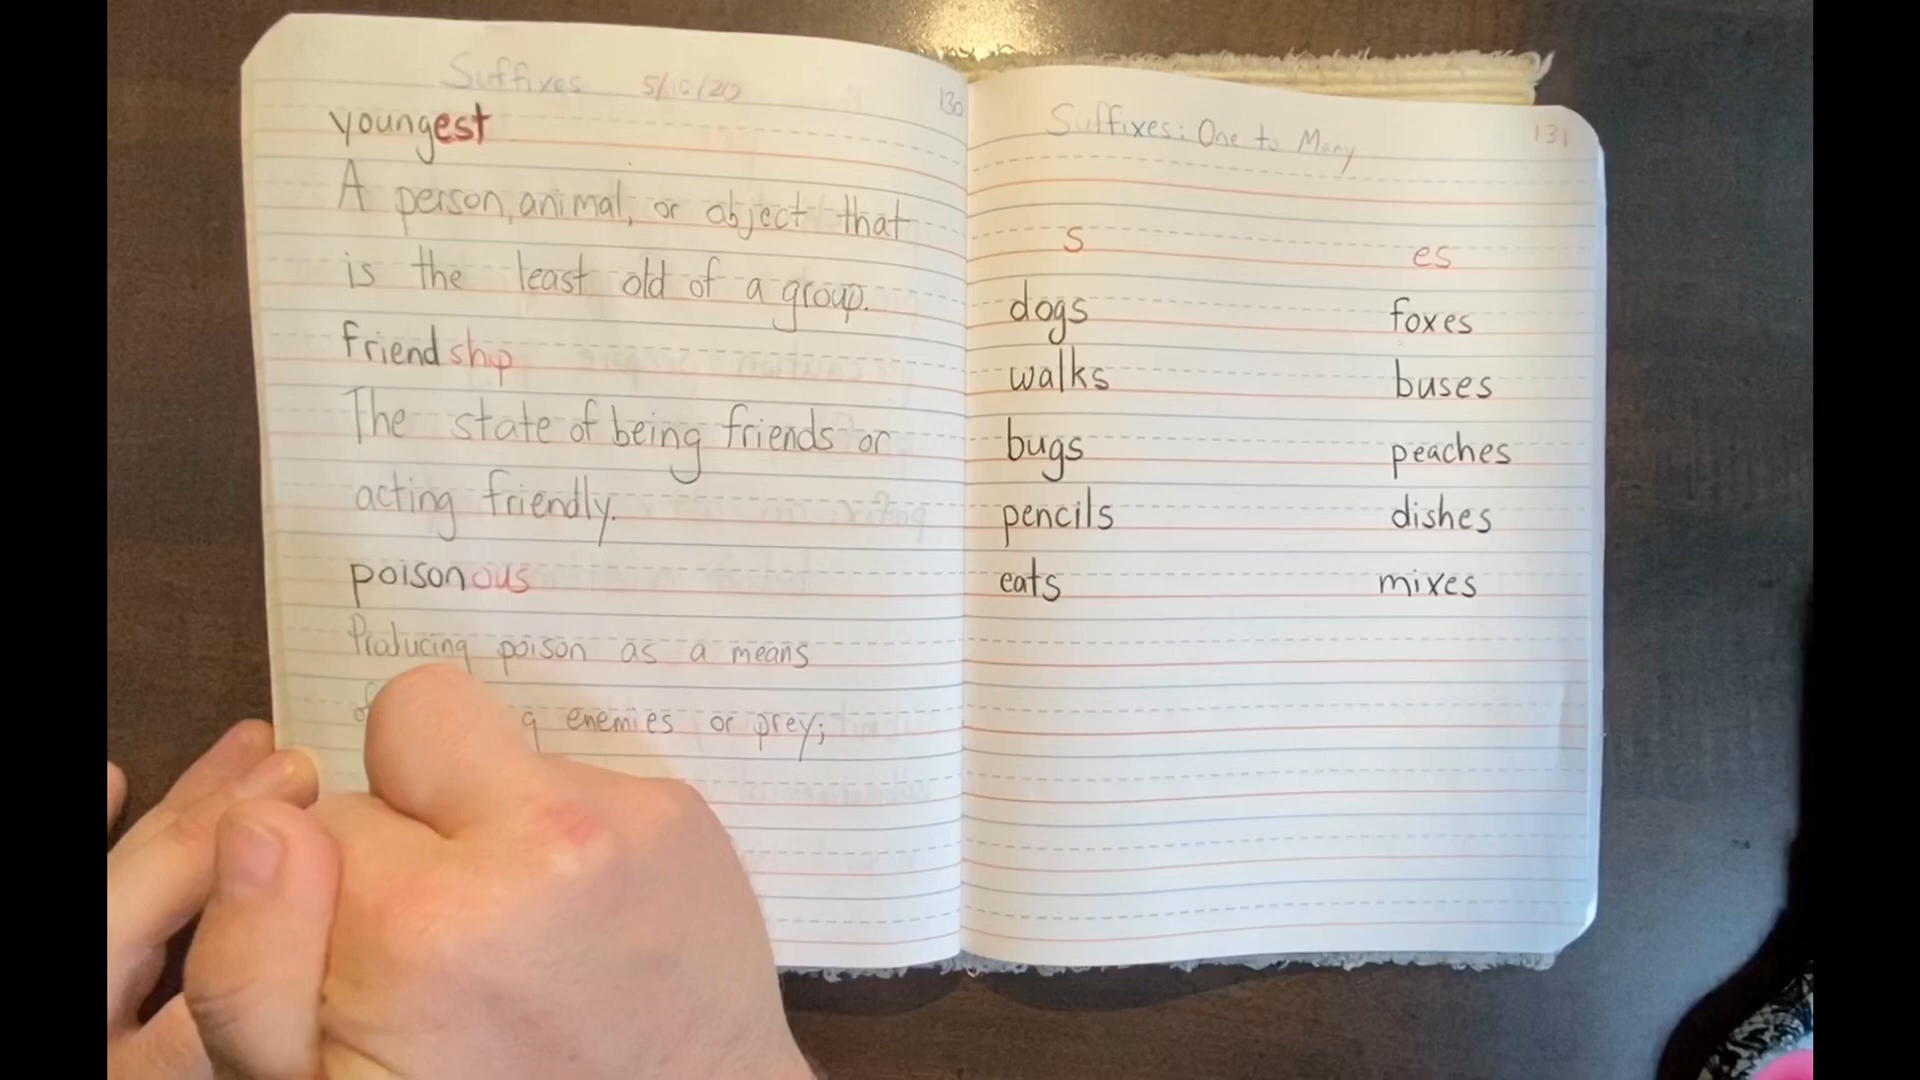 Suffixes 5/18/20 130
youngest
A person, animal, or object that
is the least old of a group.
friendship
The state of being friends or
acting friendly.
poisonous
Producing poison as a means
enemies or prey;
Suffixes: One to Many 131
s es
dogs foxes
walks buses
bugs peaches
pencils dishes
eats mixes